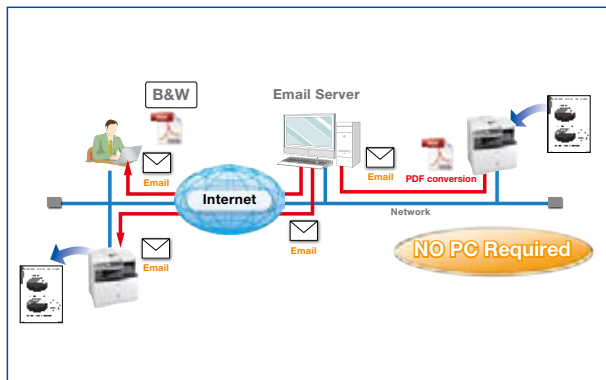 B&W
Email Server
Email
Email
PDF conversion
Internet
Network
Email
Email
NO PC Required